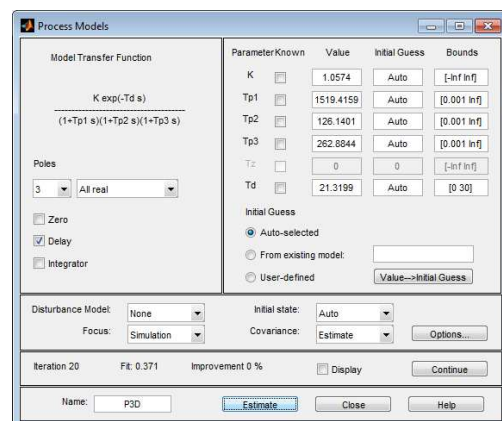 Process Models
Model Transfer Function
K exp(-Td s)
(1+Tp1 s)(1+Tp2 s)(1+Tp3 s)
Poles
3 All real
Zero
Delay
Integrator
Parameter Known Value Initial Guess Bounds
K 1.0574 Auto [-Inf Inf]
Tp1 1519.4159 Auto [0.001 Inf]
Tp2 126.1401 Auto [0.001 Inf]
Tp3 262.8844 Auto [0.001 Inf]
Tz 0 0 [-Inf Inf]
Td 21.3199 Auto [0 30]
Initial Guess
Auto-selected
From existing model:
User-defined Value-->Initial Guess
Disturbance Model: None Initial state: Auto
Focus: Simulation Covariance: Estimate Options...
Iteration 20 Fit: 0.371 Improvement 0 % Display Continue
Name: P3D Estimate Close Help